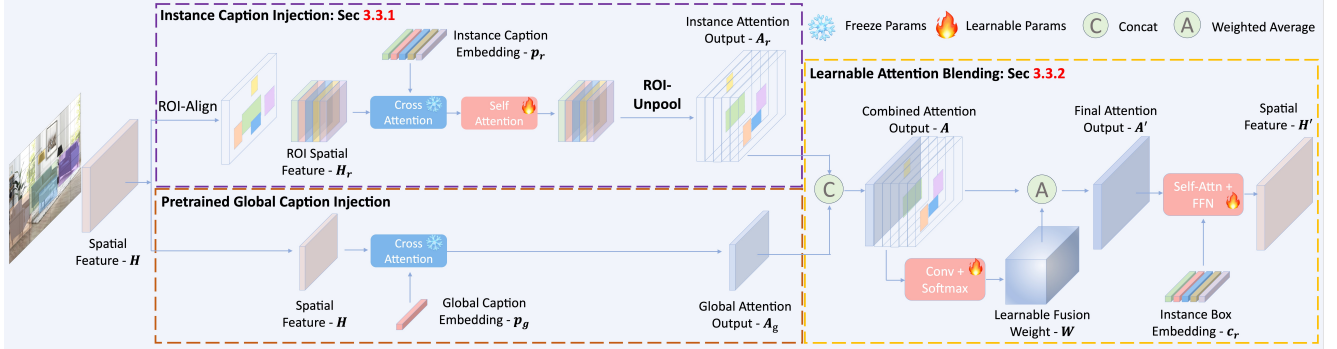 Instance Caption Injection: Sec 3.3.1
Instance Caption
Embedding - p_r
Instance Attention
Output - A_r
Freeze Params
Learnable Params
C
Concat
A
Weighted Average
ROI-Align
Cross
Attention
Self
Attention
ROI-
Unpool
ROI Spatial
Feature - H_r
Spatial
Feature - H
Pretrained Global Caption Injection
Cross
Attention
Spatial
Feature - H
Global Caption
Embedding - p_g
Global Attention
Output - A_g
Learnable Attention Blending: Sec 3.3.2
Combined Attention
Output - A
Final Attention
Output - A′
Spatial
Feature - H′
C
A
Self-Attn +
FFN
Conv +
Softmax
Learnable Fusion
Weight - W
Instance Box
Embedding - c_r